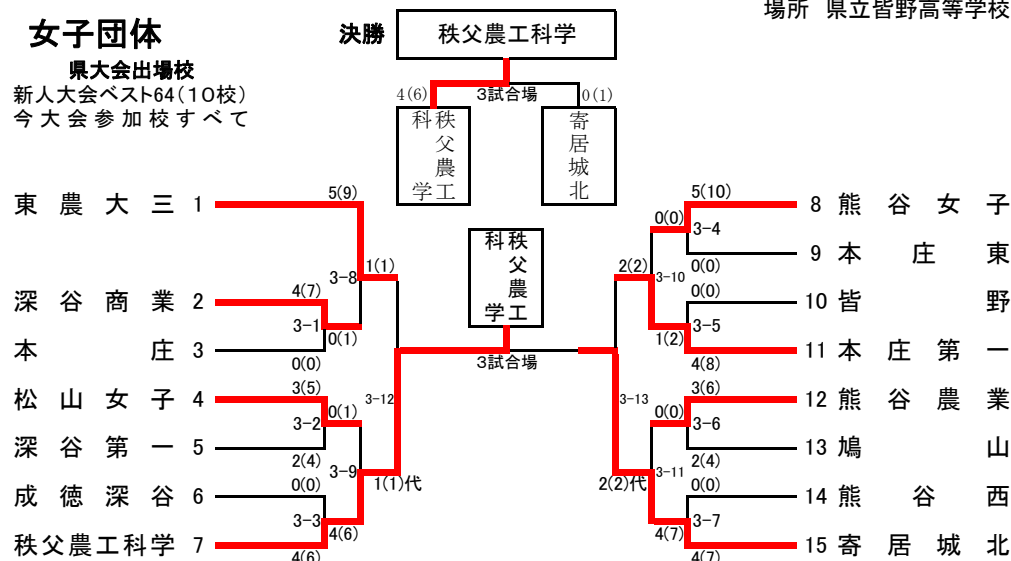 場所 県立皆野高等学校
女子団体
決勝
秩父農工科学
県大会出場校
新人大会ベスト64(10校)
今大会参加校すべて
4(6)
3試合場
0(1)
秩父農工科学
寄居城北
東農大三 1
5(9)
5(10)
8 熊谷女子
0(0)
3-4
9 本庄東
0(0)
秩父農工科学
3-8
1(1)
2(2)
3-10
深谷商業 2
4(7)
0(0)
10 皆野
3-1
0(1)
1(2)
3-5
本庄 3
0(0)
3試合場
4(8)
11 本庄第一
松山女子 4
3(5)
3-12
3-13
3(6)
12 熊谷農業
0(1)
0(0)
3-2
3-6
深谷第一 5
2(4)
2(4)
13 鳩山
3-9
3-11
成徳深谷 6
0(0)
1(1)代
2(2)代
0(0)
14 熊谷西
3-3
4(6)
4(7)
3-7
秩父農工科学 7
4(6)
4(7)
15 寄居城北